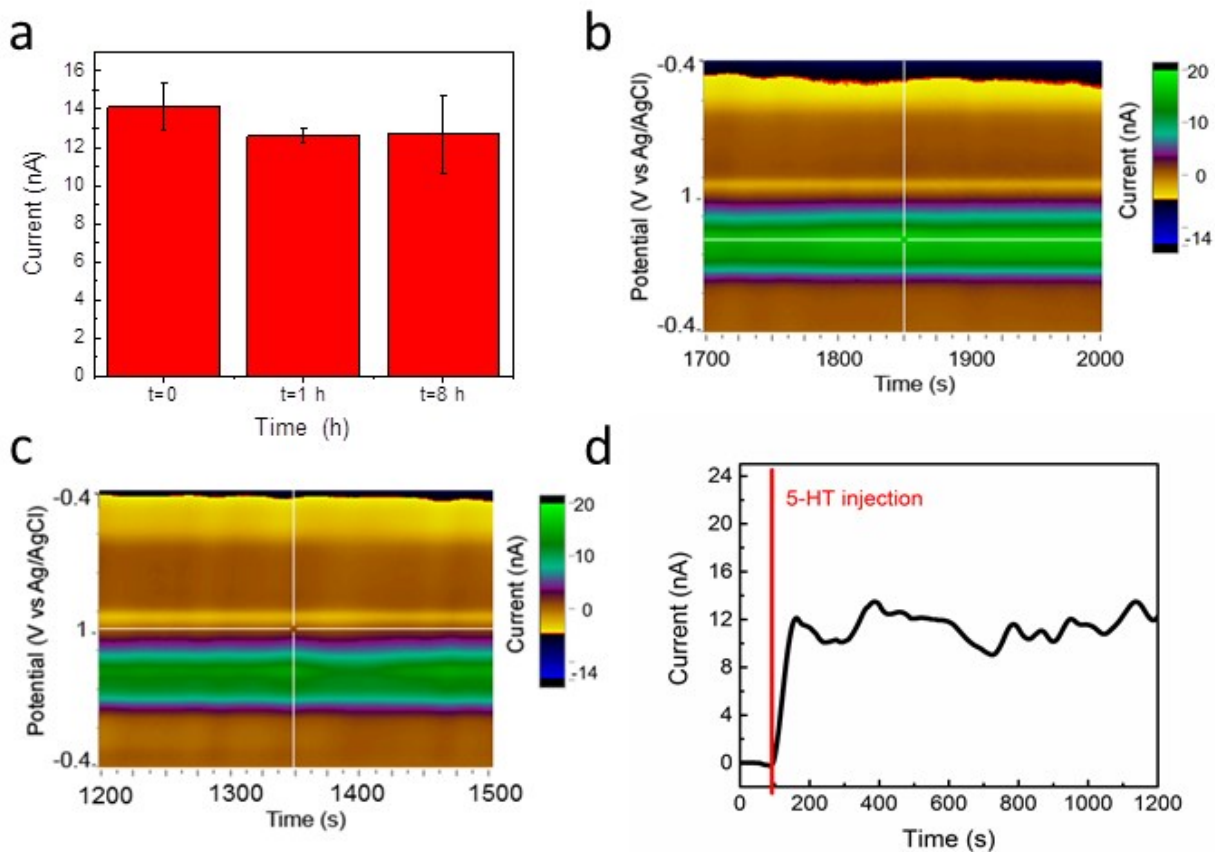 a
Current (nA)
16
14
12
10
8
6
4
2
0
t=0 t=1 h t=8 h
Time (h)
b
Potential (V vs Ag/AgCl)
-0.4
1
-0.4
1700 1800 1900 2000
Time (s)
Current (nA)
20
10
0
-14
c
Potential (V vs Ag/AgCl)
-0.4
1
-0.4
1200 1300 1400 1500
Time (s)
Current (nA)
20
10
0
-14
d
Current (nA)
24
20
16
12
8
4
0
5-HT injection
0 200 400 600 800 1000 1200
Time (s)